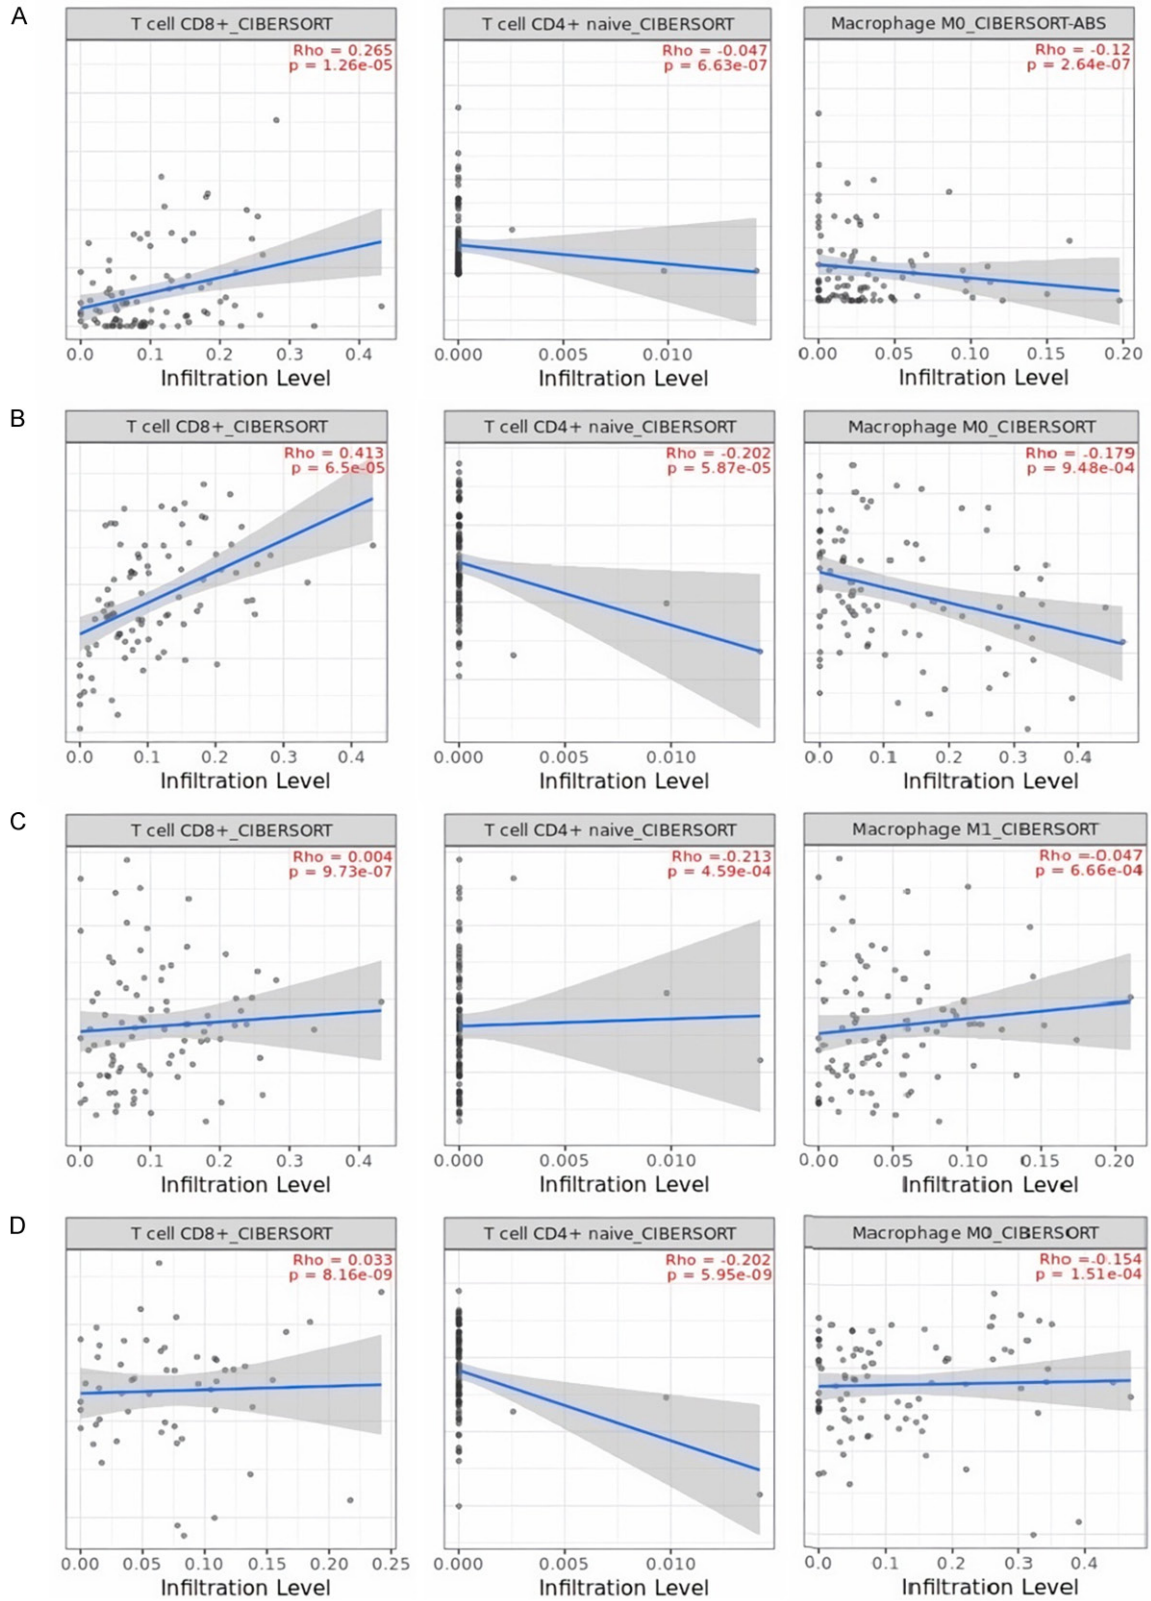 A
T cell CD8+_CIBERSORT
Rho = 0.265
p = 1.26e-05
0.0 0.1 0.2 0.3 0.4
Infiltration Level
T cell CD4+ naive_CIBERSORT
Rho = -0.047
p = 6.63e-07
0.000 0.005 0.010
Infiltration Level
Macrophage M0_CIBERSORT-ABS
Rho = -0.12
p = 2.64e-07
0.00 0.05 0.10 0.15 0.20
Infiltration Level
B
T cell CD8+_CIBERSORT
Rho = 0.413
p = 6.5e-05
0.0 0.1 0.2 0.3 0.4
Infiltration Level
T cell CD4+ naive_CIBERSORT
Rho = -0.202
p = 5.87e-05
0.000 0.005 0.010
Infiltration Level
Macrophage M0_CIBERSORT
Rho = -0.179
p = 9.48e-04
0.0 0.1 0.2 0.3 0.4
Infiltration Level
C
T cell CD8+_CIBERSORT
Rho = 0.004
p = 9.73e-07
0.0 0.1 0.2 0.3 0.4
Infiltration Level
T cell CD4+ naive_CIBERSORT
Rho =-0.213
p = 4.59e-04
0.000 0.005 0.010
Infiltration Level
Macrophage M1_CIBERSORT
Rho =-0.047
p = 6.66e-04
0.00 0.05 0.10 0.15 0.20
Infiltration Level
D
T cell CD8+_CIBERSORT
Rho = 0.033
p = 8.16e-09
0.00 0.05 0.10 0.15 0.20 0.25
Infiltration Level
T cell CD4+ naive_CIBERSORT
Rho = -0.202
p = 5.95e-09
0.000 0.005 0.010
Infiltration Level
Macrophage M0_CIBERSORT
Rho =-0.154
p = 1.51e-04
0.0 0.1 0.2 0.3 0.4
Infiltration Level